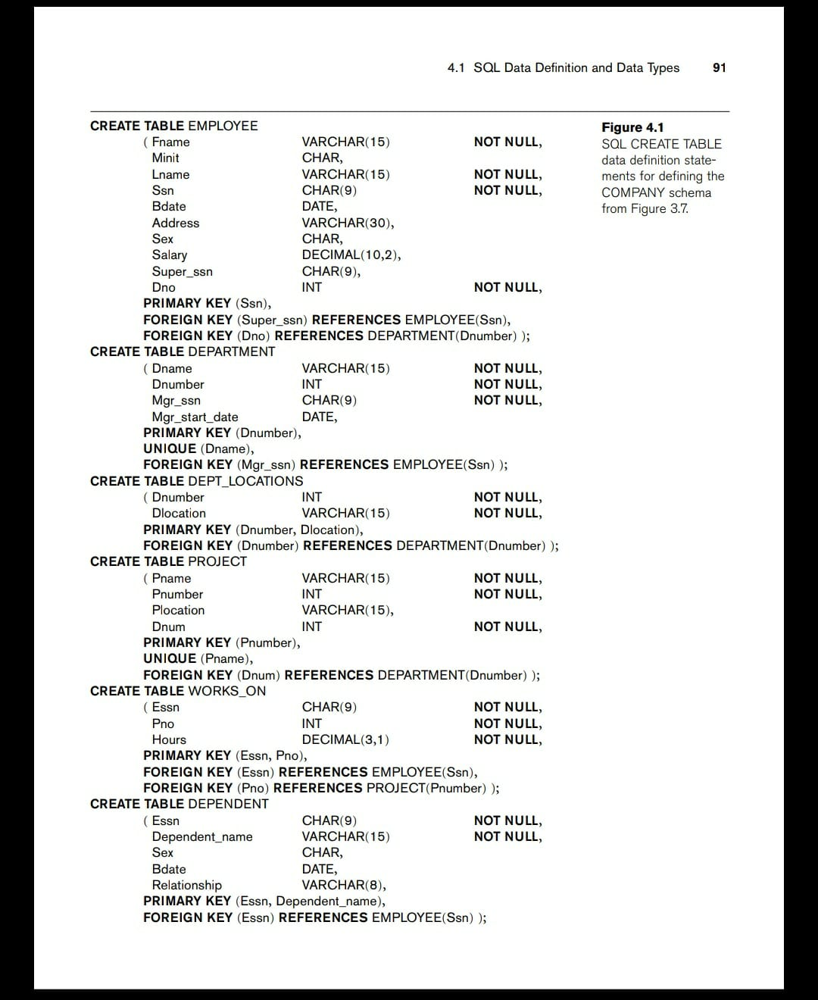 4.1 SQL Data Definition and Data Types 91
CREATE TABLE EMPLOYEE
( Fname VARCHAR(15) NOT NULL,
Minit CHAR,
Lname VARCHAR(15) NOT NULL,
Ssn CHAR(9) NOT NULL,
Bdate DATE,
Address VARCHAR(30),
Sex CHAR,
Salary DECIMAL(10,2),
Super_ssn CHAR(9),
Dno INT NOT NULL,
PRIMARY KEY (Ssn),
FOREIGN KEY (Super_ssn) REFERENCES EMPLOYEE(Ssn),
FOREIGN KEY (Dno) REFERENCES DEPARTMENT(Dnumber) );
CREATE TABLE DEPARTMENT
( Dname VARCHAR(15) NOT NULL,
Dnumber INT NOT NULL,
Mgr_ssn CHAR(9) NOT NULL,
Mgr_start_date DATE,
PRIMARY KEY (Dnumber),
UNIQUE (Dname),
FOREIGN KEY (Mgr_ssn) REFERENCES EMPLOYEE(Ssn) );
CREATE TABLE DEPT_LOCATIONS
( Dnumber INT NOT NULL,
Dlocation VARCHAR(15) NOT NULL,
PRIMARY KEY (Dnumber, Dlocation),
FOREIGN KEY (Dnumber) REFERENCES DEPARTMENT(Dnumber) );
CREATE TABLE PROJECT
( Pname VARCHAR(15) NOT NULL,
Pnumber INT NOT NULL,
Plocation VARCHAR(15),
Dnum INT NOT NULL,
PRIMARY KEY (Pnumber),
UNIQUE (Pname),
FOREIGN KEY (Dnum) REFERENCES DEPARTMENT(Dnumber) );
CREATE TABLE WORKS_ON
( Essn CHAR(9) NOT NULL,
Pno INT NOT NULL,
Hours DECIMAL(3,1) NOT NULL,
PRIMARY KEY (Essn, Pno),
FOREIGN KEY (Essn) REFERENCES EMPLOYEE(Ssn),
FOREIGN KEY (Pno) REFERENCES PROJECT(Pnumber) );
CREATE TABLE DEPENDENT
( Essn CHAR(9) NOT NULL,
Dependent_name VARCHAR(15) NOT NULL,
Sex CHAR,
Bdate DATE,
Relationship VARCHAR(8),
PRIMARY KEY (Essn, Dependent_name),
FOREIGN KEY (Essn) REFERENCES EMPLOYEE(Ssn) );
Figure 4.1
SQL CREATE TABLE
data definition state-
ments for defining the
COMPANY schema
from Figure 3.7.